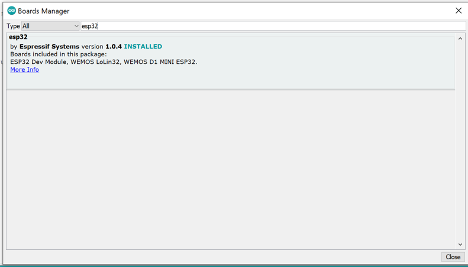 Boards Manager
Type All esp32
esp32
by Espressif Systems version 1.0.4 INSTALLED
Boards included in this package:
ESP32 Dev Module, WEMOS LoLin32, WEMOS D1 MINI ESP32.
More Info
Close